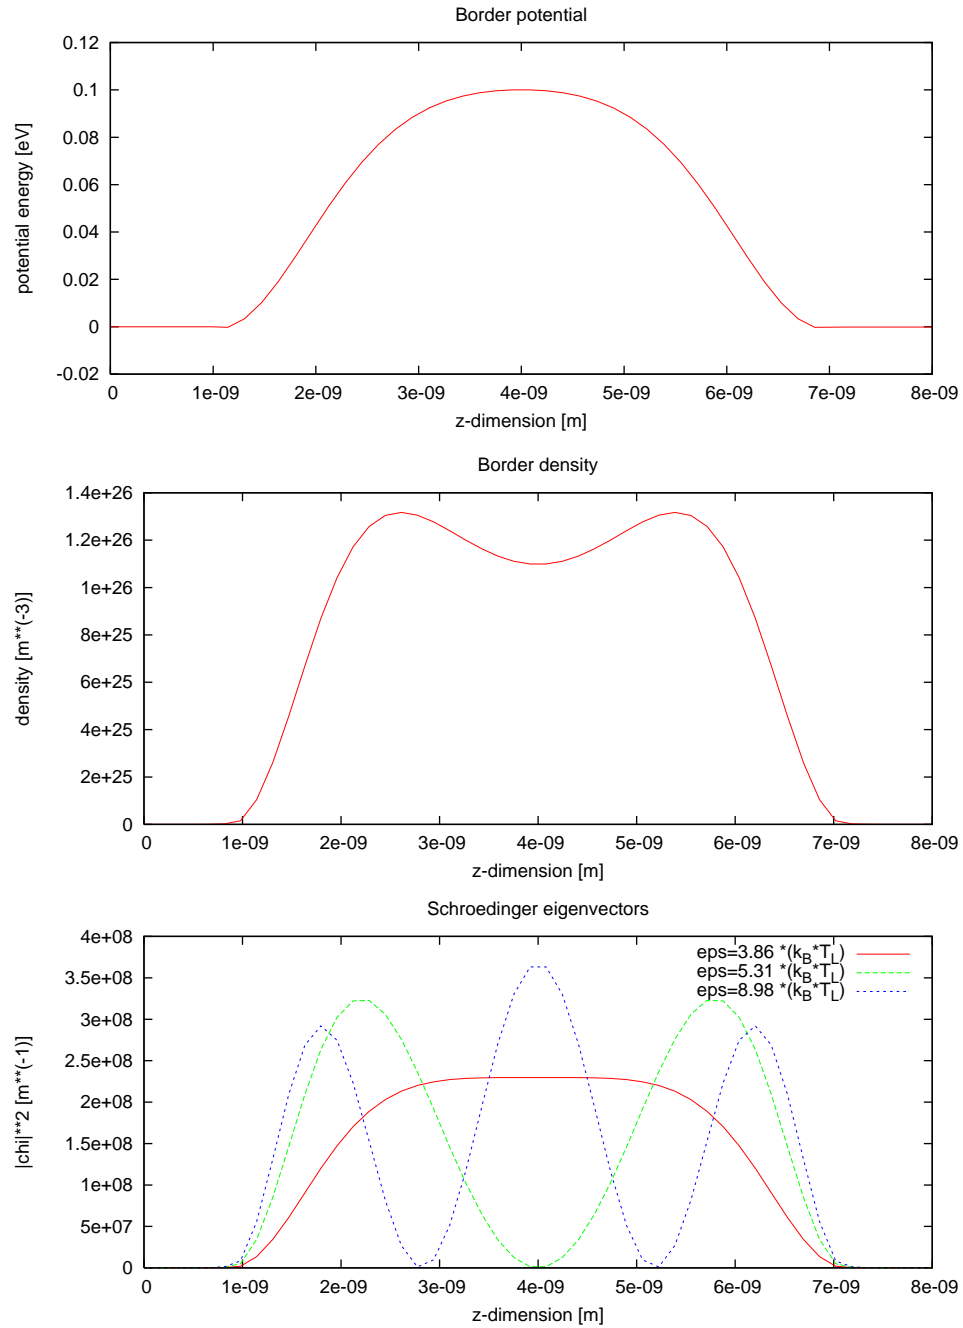 Border potential
0.12
0.1
0.08
0.06
0.04
0.02
0
-0.02
potential energy [eV]
0 1e-09 2e-09 3e-09 4e-09 5e-09 6e-09 7e-09 8e-09
z-dimension [m]
Border density
1.4e+26
1.2e+26
1e+26
8e+25
6e+25
4e+25
2e+25
0
density [m**(-3)]
0 1e-09 2e-09 3e-09 4e-09 5e-09 6e-09 7e-09 8e-09
z-dimension [m]
Schroedinger eigenvectors
4e+08
3.5e+08
3e+08
2.5e+08
2e+08
1.5e+08
1e+08
5e+07
0
|chi|**2 [m**(-1)]
eps=3.86 *(k_B*T_L)
eps=5.31 *(k_B*T_L)
eps=8.98 *(k_B*T_L)
0 1e-09 2e-09 3e-09 4e-09 5e-09 6e-09 7e-09 8e-09
z-dimension [m]